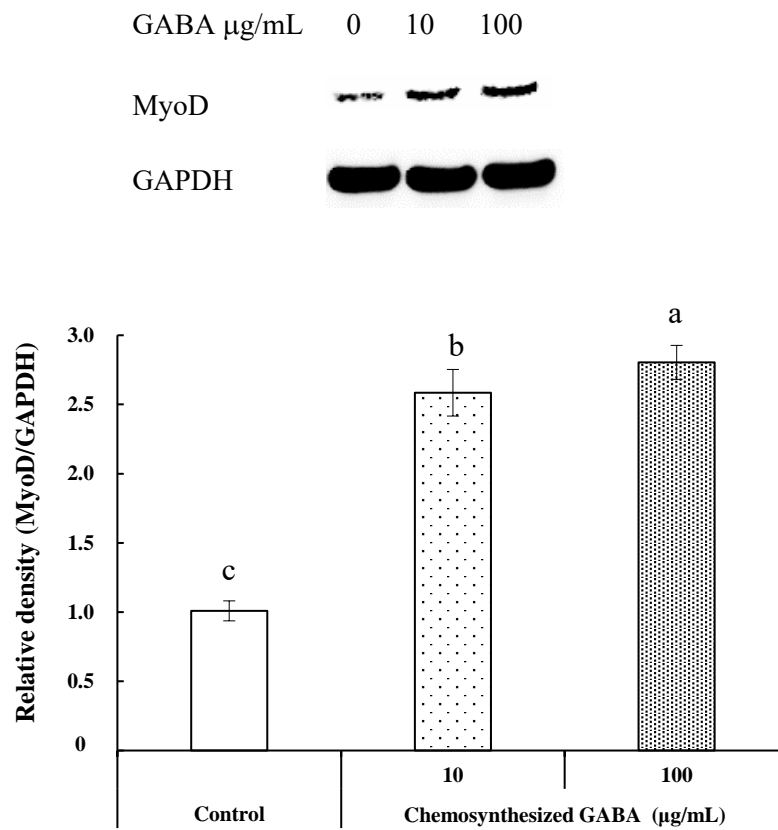 GABA μg/mL 0 10 100
MyoD
GAPDH
Relative density (MyoD/GAPDH)
3.0
2.5
2.0
1.5
1.0
0.5
0
c
b
a
10 100
Control Chemosynthesized GABA (μg/mL)